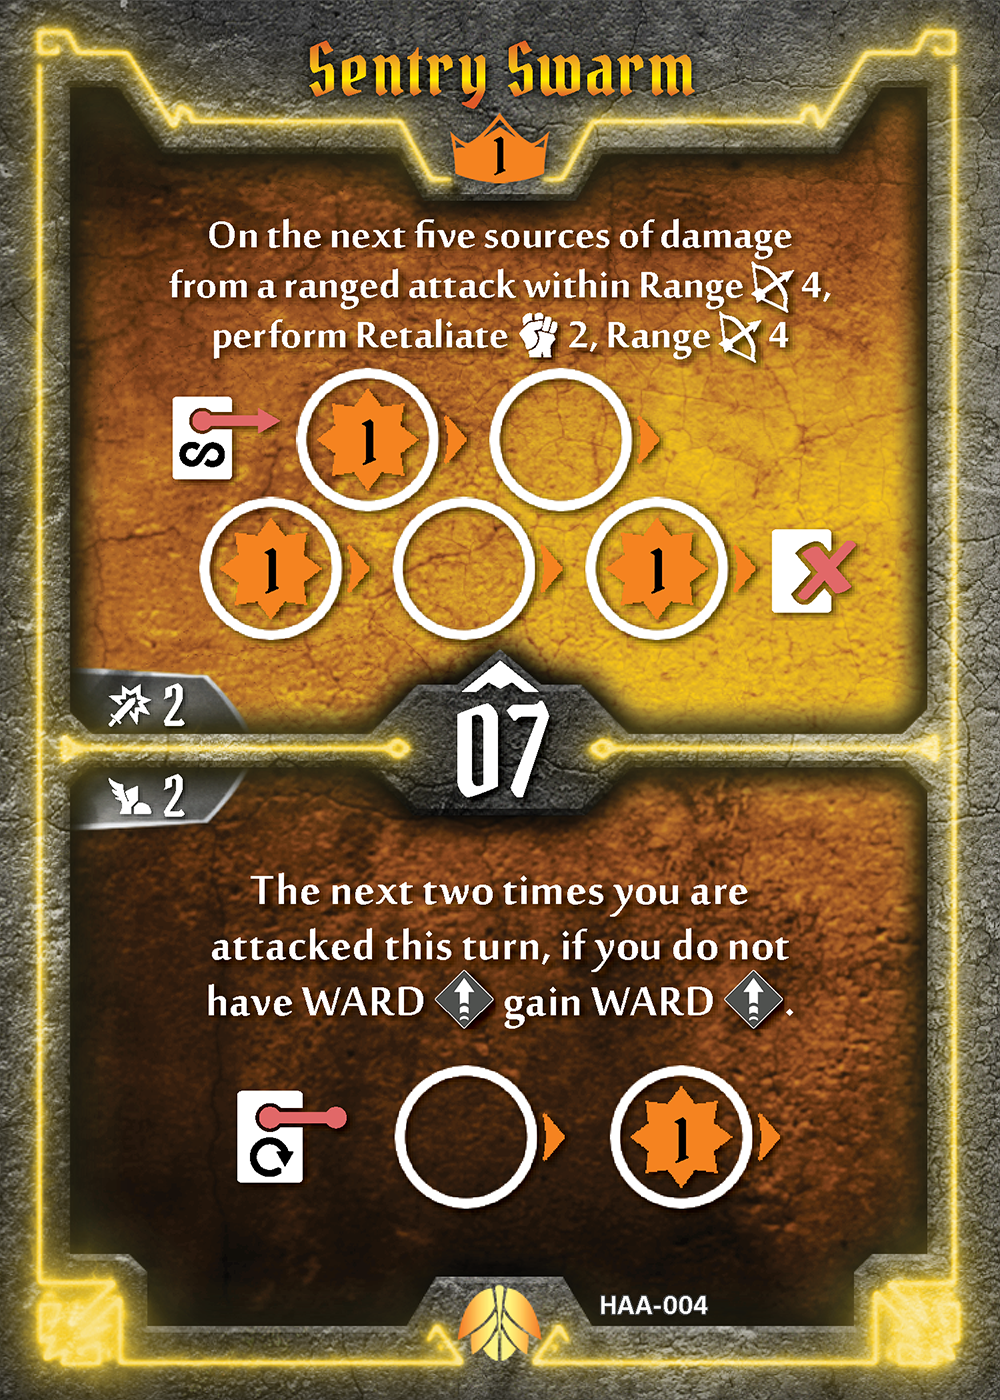 Sentry Swarm
1
On the next five sources of damage
from a ranged attack within Range 4,
perform Retaliate 2, Range 4
1
1 1
2
07
2
The next two times you are
attacked this turn, if you do not
have WARD gain WARD .
1
HAA-004